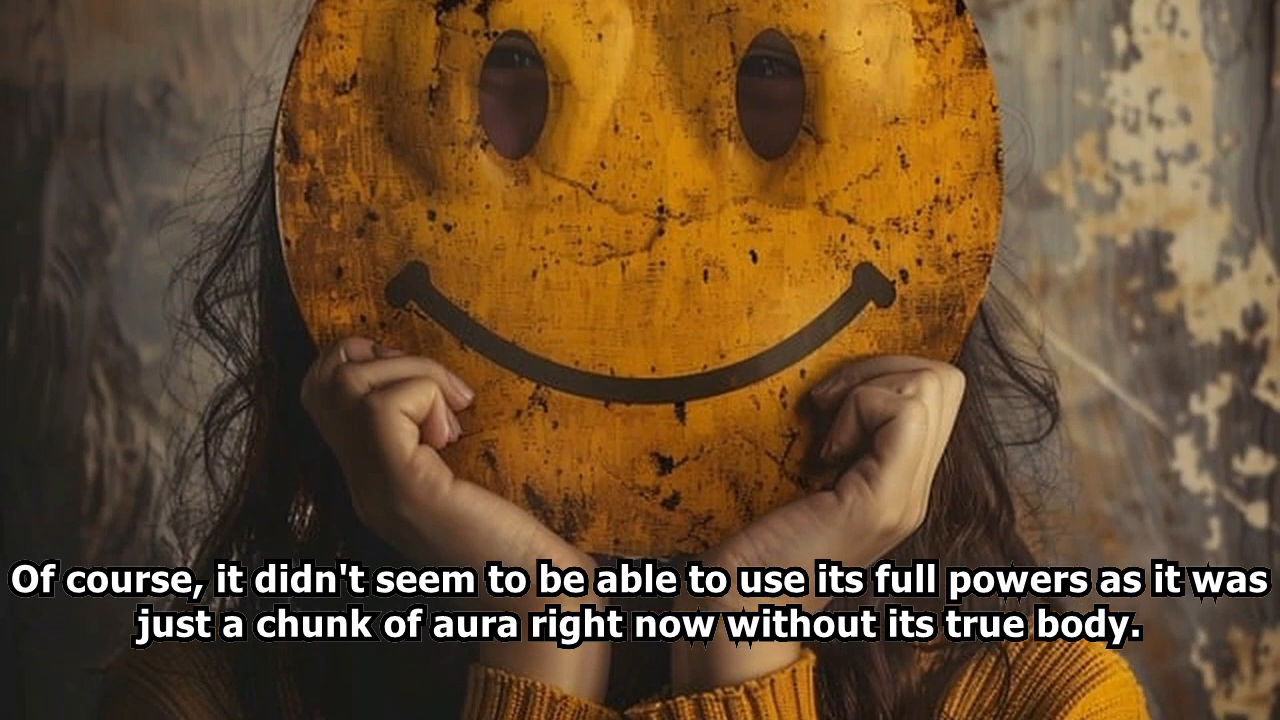 Of course, it didn't seem to be able to use its full powers as it was
just a chunk of aura right now without its true body.